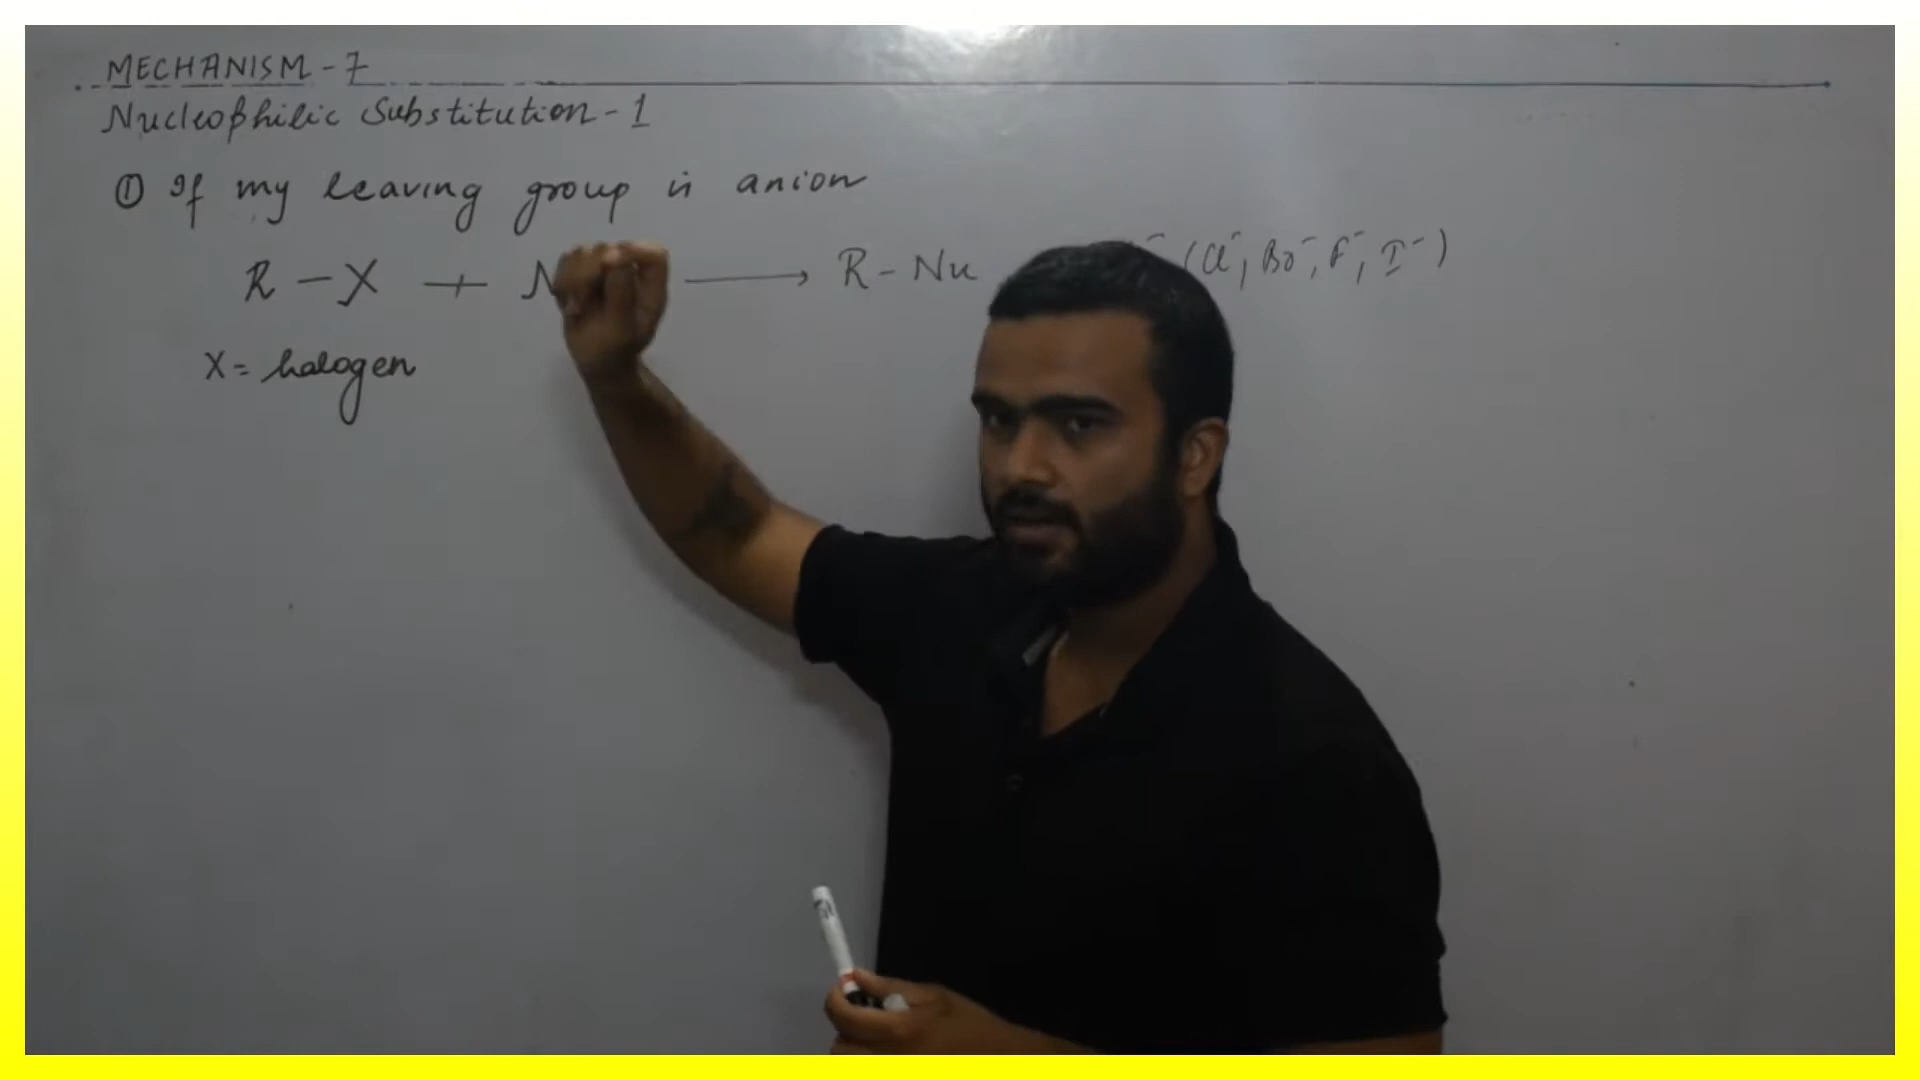 MECHANISM - 7
Nucleophilic Substitution - 1
① If my leaving group is anion
R - X + N → R - Nu - (Cl⁻, Br⁻, F⁻, I⁻)
X = halogen